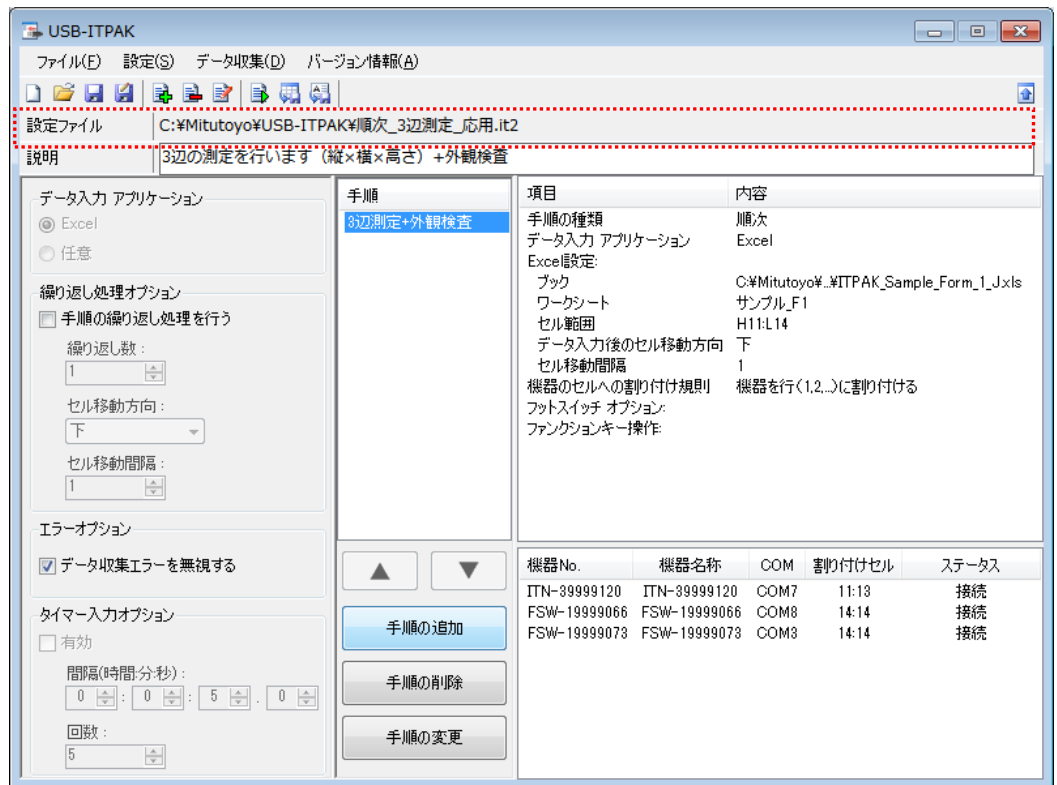 USB-ITPAK
ファイル(F) 設定(S) データ収集(D) バージョン情報(A)
設定ファイル C:¥Mitutoyo¥USB-ITPAK¥順次_3辺測定_応用.it2
説明 3辺の測定を行います（縦×横×高さ）+外観検査
データ入力 アプリケーション
Excel
任意
繰り返し処理オプション
手順の繰り返し処理を行う
繰り返し数：
1
セル移動方向：
下
セル移動間隔：
1
エラーオプション
データ収集エラーを無視する
タイマー入力オプション
有効
間隔(時間:分:秒)：
0 : 0 : 5 . 0
回数：
5
手順
3辺測定+外観検査
手順の追加
手順の削除
手順の変更
項目 内容
手順の種類 順次
データ入力 アプリケーション Excel
Excel設定:
ブック C:¥Mitutoyo¥...¥ITPAK_Sample_Form_1_J.xls
ワークシート サンプル_F1
セル範囲 H11:L14
データ入力後のセル移動方向 下
セル移動間隔 1
機器のセルへの割り付け規則 機器を行(1,2,...)に割り付ける
フットスイッチ オプション:
ファンクションキー操作:
機器No. 機器名称 COM 割り付けセル ステータス
ITN-39999120 ITN-39999120 COM7 11:13 接続
FSW-19999066 FSW-19999066 COM8 14:14 接続
FSW-19999073 FSW-19999073 COM3 14:14 接続